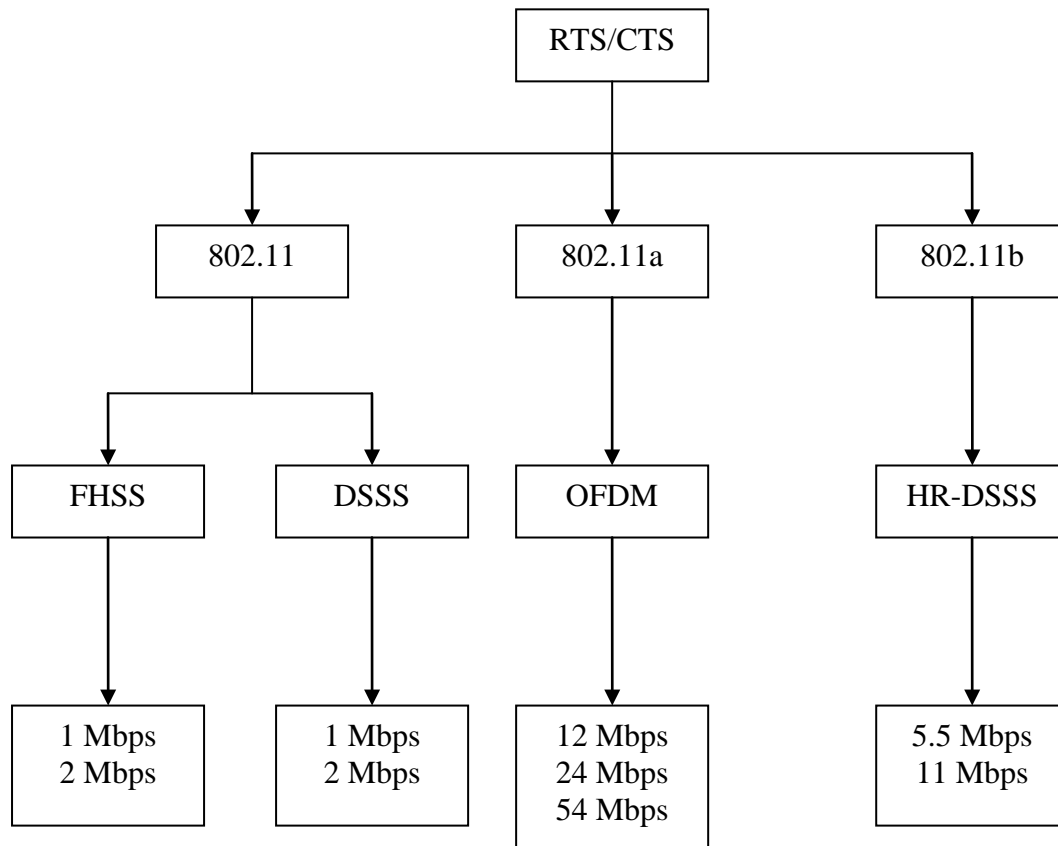 RTS/CTS
802.11
802.11a
802.11b
FHSS
DSSS
OFDM
HR-DSSS
1 Mbps
2 Mbps
1 Mbps
2 Mbps
12 Mbps
24 Mbps
54 Mbps
5.5 Mbps
11 Mbps